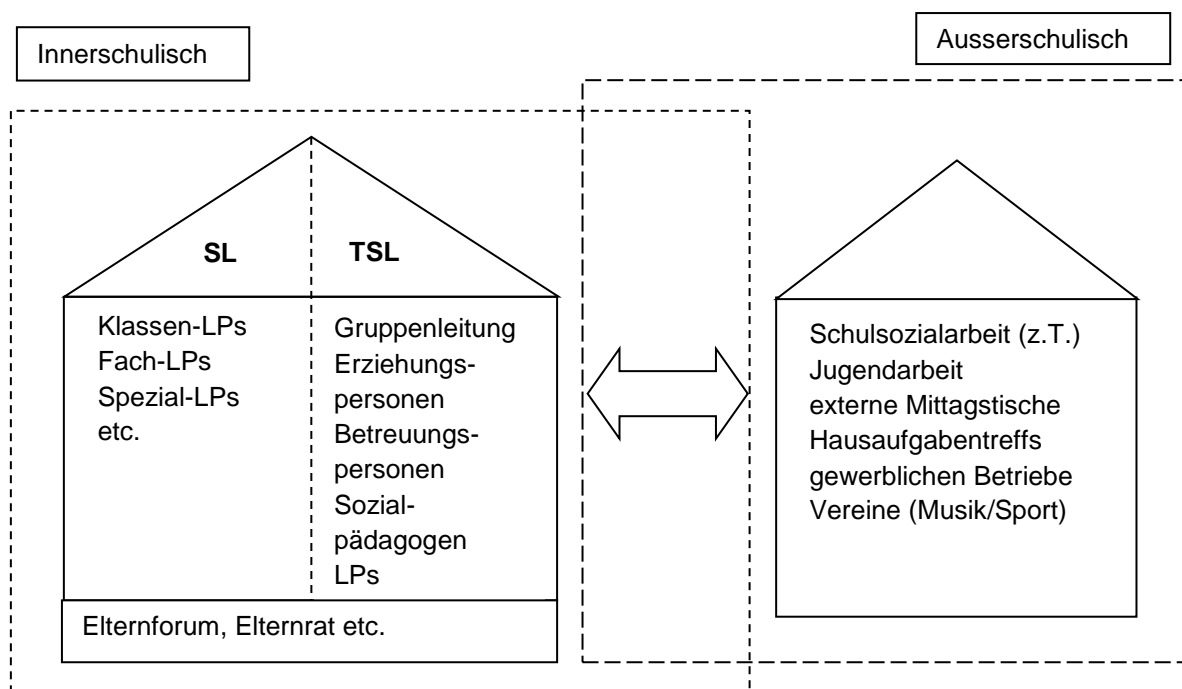 Innerschulisch
Ausserschulisch
SL
TSL
Klassen-LPs
Fach-LPs
Spezial-LPs
etc.
Gruppenleitung
Erziehungs-
personen
Betreuungs-
personen
Sozial-
pädagogen
LPs
Elternforum, Elternrat etc.
Schulsozialarbeit (z.T.)
Jugendarbeit
externe Mittagstische
Hausaufgabentreffs
gewerblichen Betriebe
Vereine (Musik/Sport)